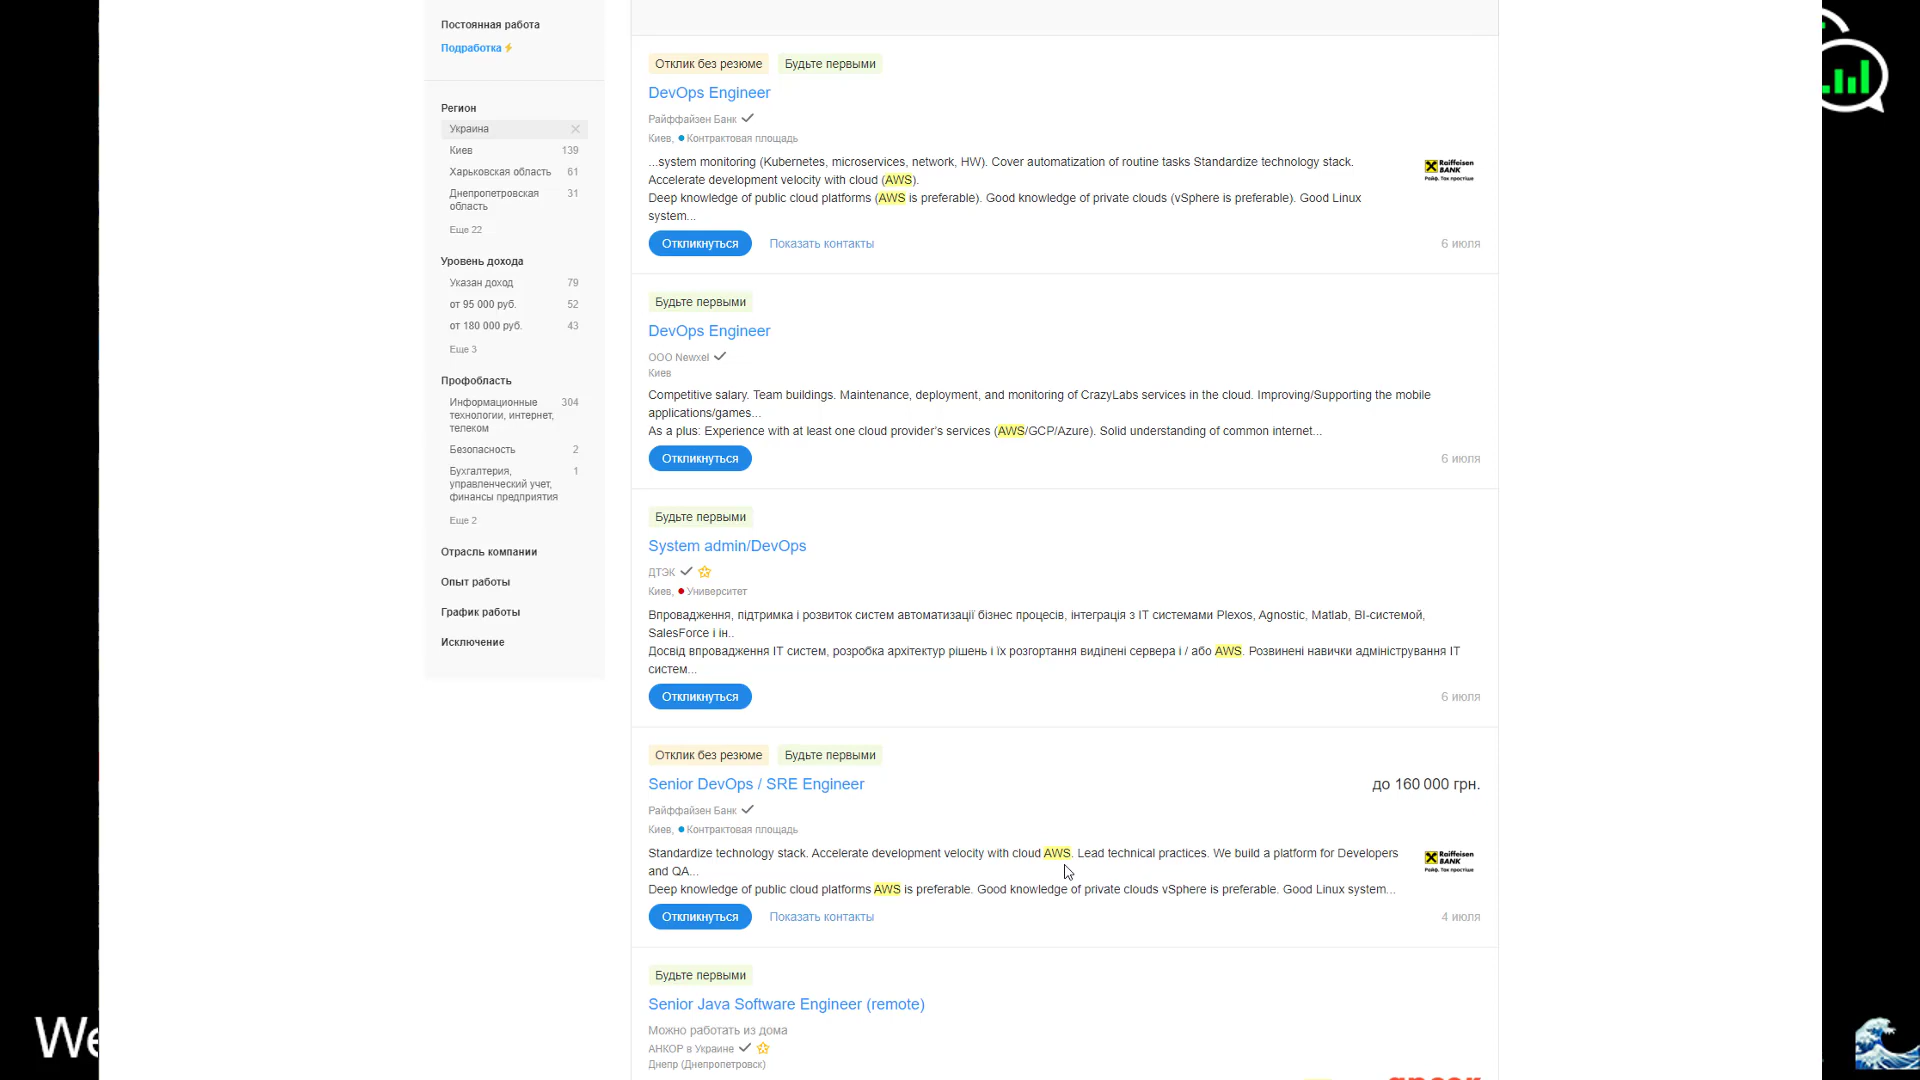 Постоянная работа
Подработка
Регион
Украина
Киев 139
Харьковская область 61
Днепропетровская 31
область
Еще 22
Уровень дохода
Указан доход 79
от 95 000 руб. 52
от 180 000 руб. 43
Еще 3
Профобласть
Информационные 304
технологии, интернет,
телеком
Безопасность 2
Бухгалтерия, 1
управленческий учет,
финансы предприятия
Еще 2
Отрасль компании
Опыт работы
График работы
Исключение
Отклик без резюме Будьте первыми
DevOps Engineer
Райффайзен Банк
Киев, Контрактовая площадь
...system monitoring (Kubernetes, microservices, network, HW). Cover automatization of routine tasks Standardize technology stack.
Accelerate development velocity with cloud (AWS).
Deep knowledge of public cloud platforms (AWS is preferable). Good knowledge of private clouds (vSphere is preferable). Good Linux
system...
Raiffeisen
BANK
Райф. Так простіше
Откликнуться Показать контакты 6 июля
Будьте первыми
DevOps Engineer
ООО Newxel
Киев
Competitive salary. Team buildings. Maintenance, deployment, and monitoring of CrazyLabs services in the cloud. Improving/Supporting the mobile
applications/games...
As a plus: Experience with at least one cloud provider's services (AWS/GCP/Azure). Solid understanding of common internet...
Откликнуться 6 июля
Будьте первыми
System admin/DevOps
ДТЭК
Киев, Университет
Впровадження, підтримка і розвиток систем автоматизації бізнес процесів, інтеграція з ІТ системами Plexos, Agnostic, Matlab, BI-системой,
SalesForce і ін..
Досвід впровадження ІТ систем, розробка архітектур рішень і їх розгортання виділені сервера і / або AWS. Розвинені навички адміністрування ІТ
систем...
Откликнуться 6 июля
Отклик без резюме Будьте первыми
Senior DevOps / SRE Engineer до 160 000 грн.
Райффайзен Банк
Киев, Контрактовая площадь
Standardize technology stack. Accelerate development velocity with cloud AWS. Lead technical practices. We build a platform for Developers
and QA...
Deep knowledge of public cloud platforms AWS is preferable. Good knowledge of private clouds vSphere is preferable. Good Linux system...
Raiffeisen
BANK
Райф. Так простіше
Откликнуться Показать контакты 4 июля
Будьте первыми
Senior Java Software Engineer (remote)
Можно работать из дома
АНКОР в Украине
Днепр (Днепропетровск)
We